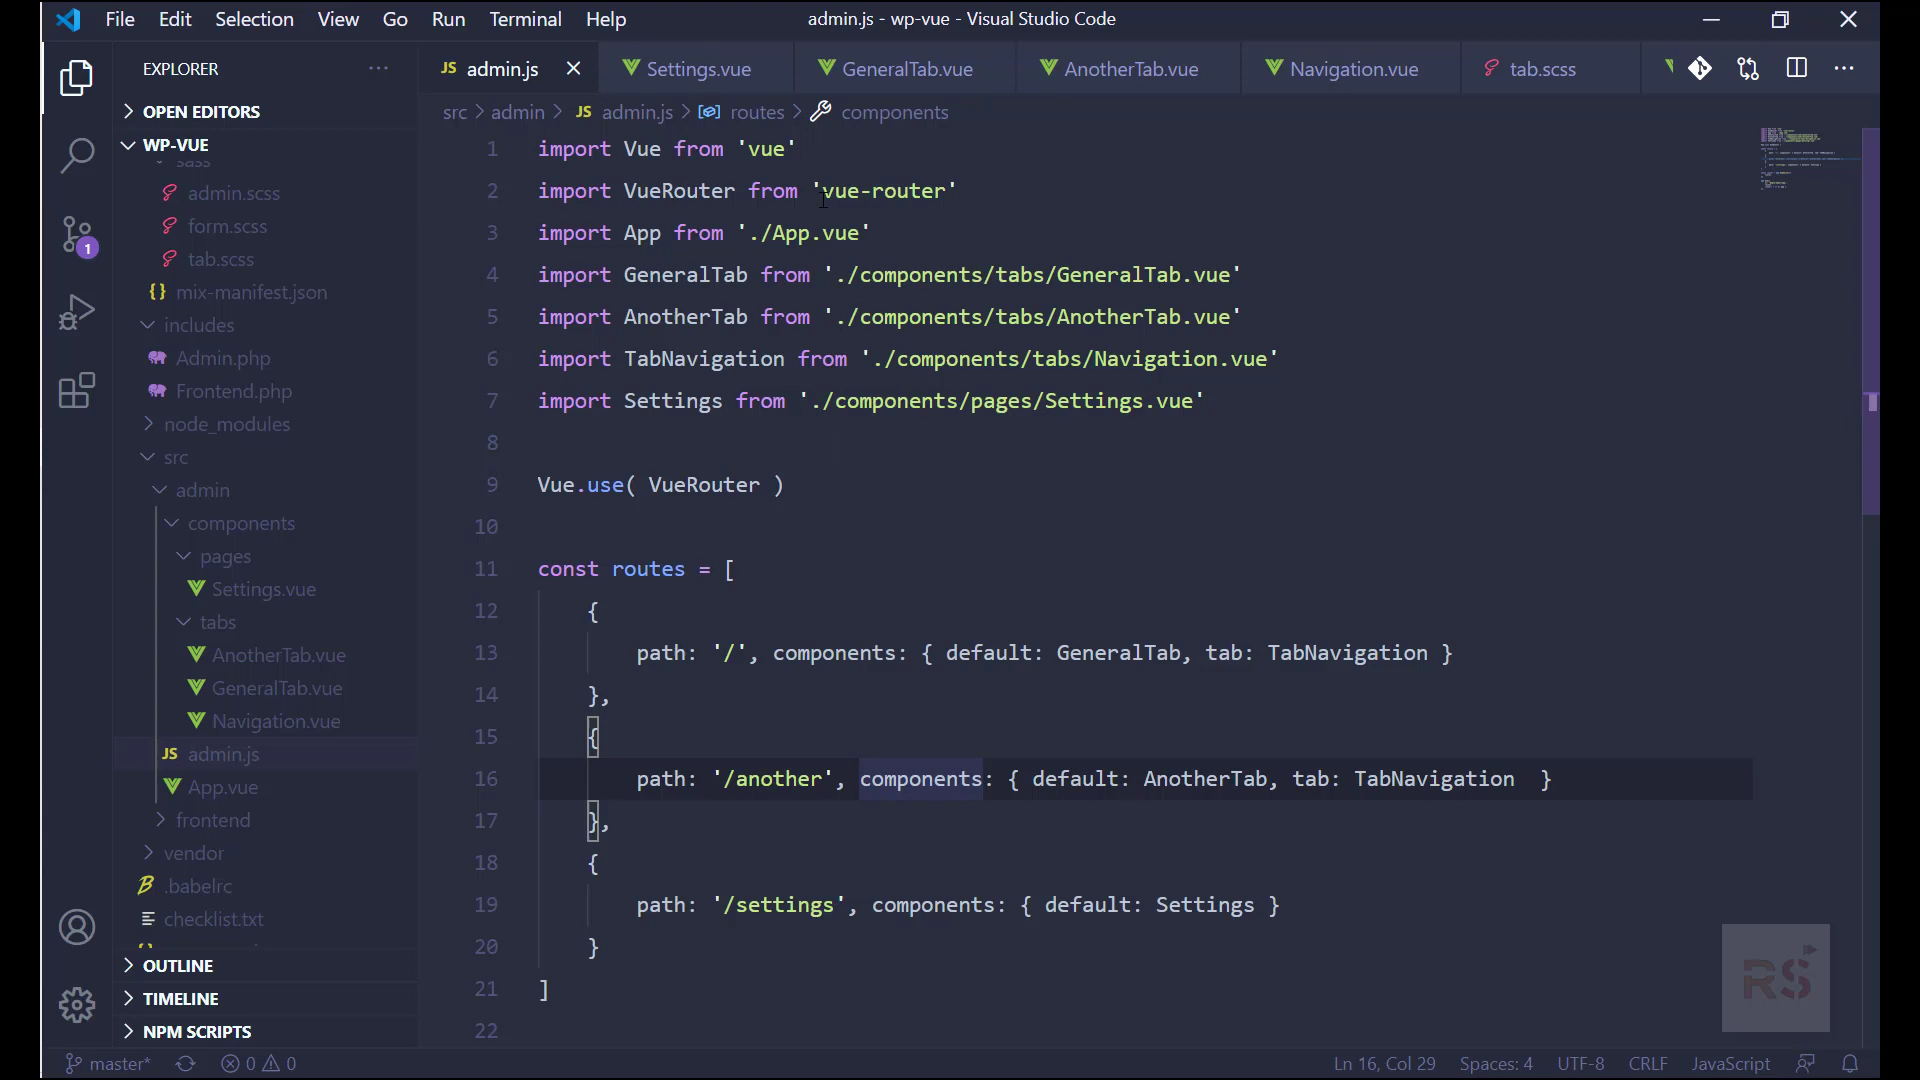 File Edit Selection View Go Run Terminal Help
admin.js - wp-vue - Visual Studio Code
EXPLORER
OPEN EDITORS
WP-VUE
sass
admin.scss
form.scss
tab.scss
{} mix-manifest.json
includes
Admin.php
Frontend.php
node_modules
src
admin
components
pages
Settings.vue
tabs
AnotherTab.vue
GeneralTab.vue
Navigation.vue
JS admin.js
App.vue
frontend
vendor
.babelrc
checklist.txt
OUTLINE
TIMELINE
NPM SCRIPTS
1
JS admin.js Settings.vue GeneralTab.vue AnotherTab.vue Navigation.vue tab.scss
src > admin > JS admin.js > routes > components
1 import Vue from 'vue'
2 import VueRouter from 'vue-router'
3 import App from './App.vue'
4 import GeneralTab from './components/tabs/GeneralTab.vue'
5 import AnotherTab from './components/tabs/AnotherTab.vue'
6 import TabNavigation from './components/tabs/Navigation.vue'
7 import Settings from './components/pages/Settings.vue'
8
9 Vue.use( VueRouter )
10
11 const routes = [
12 {
13 path: '/', components: { default: GeneralTab, tab: TabNavigation }
14 },
15 {
16 path: '/another', components: { default: AnotherTab, tab: TabNavigation  }
17 },
18 {
19 path: '/settings', components: { default: Settings }
20 }
21 ]
22
RS
master* 0 0 Ln 16, Col 29 Spaces: 4 UTF-8 CRLF JavaScript